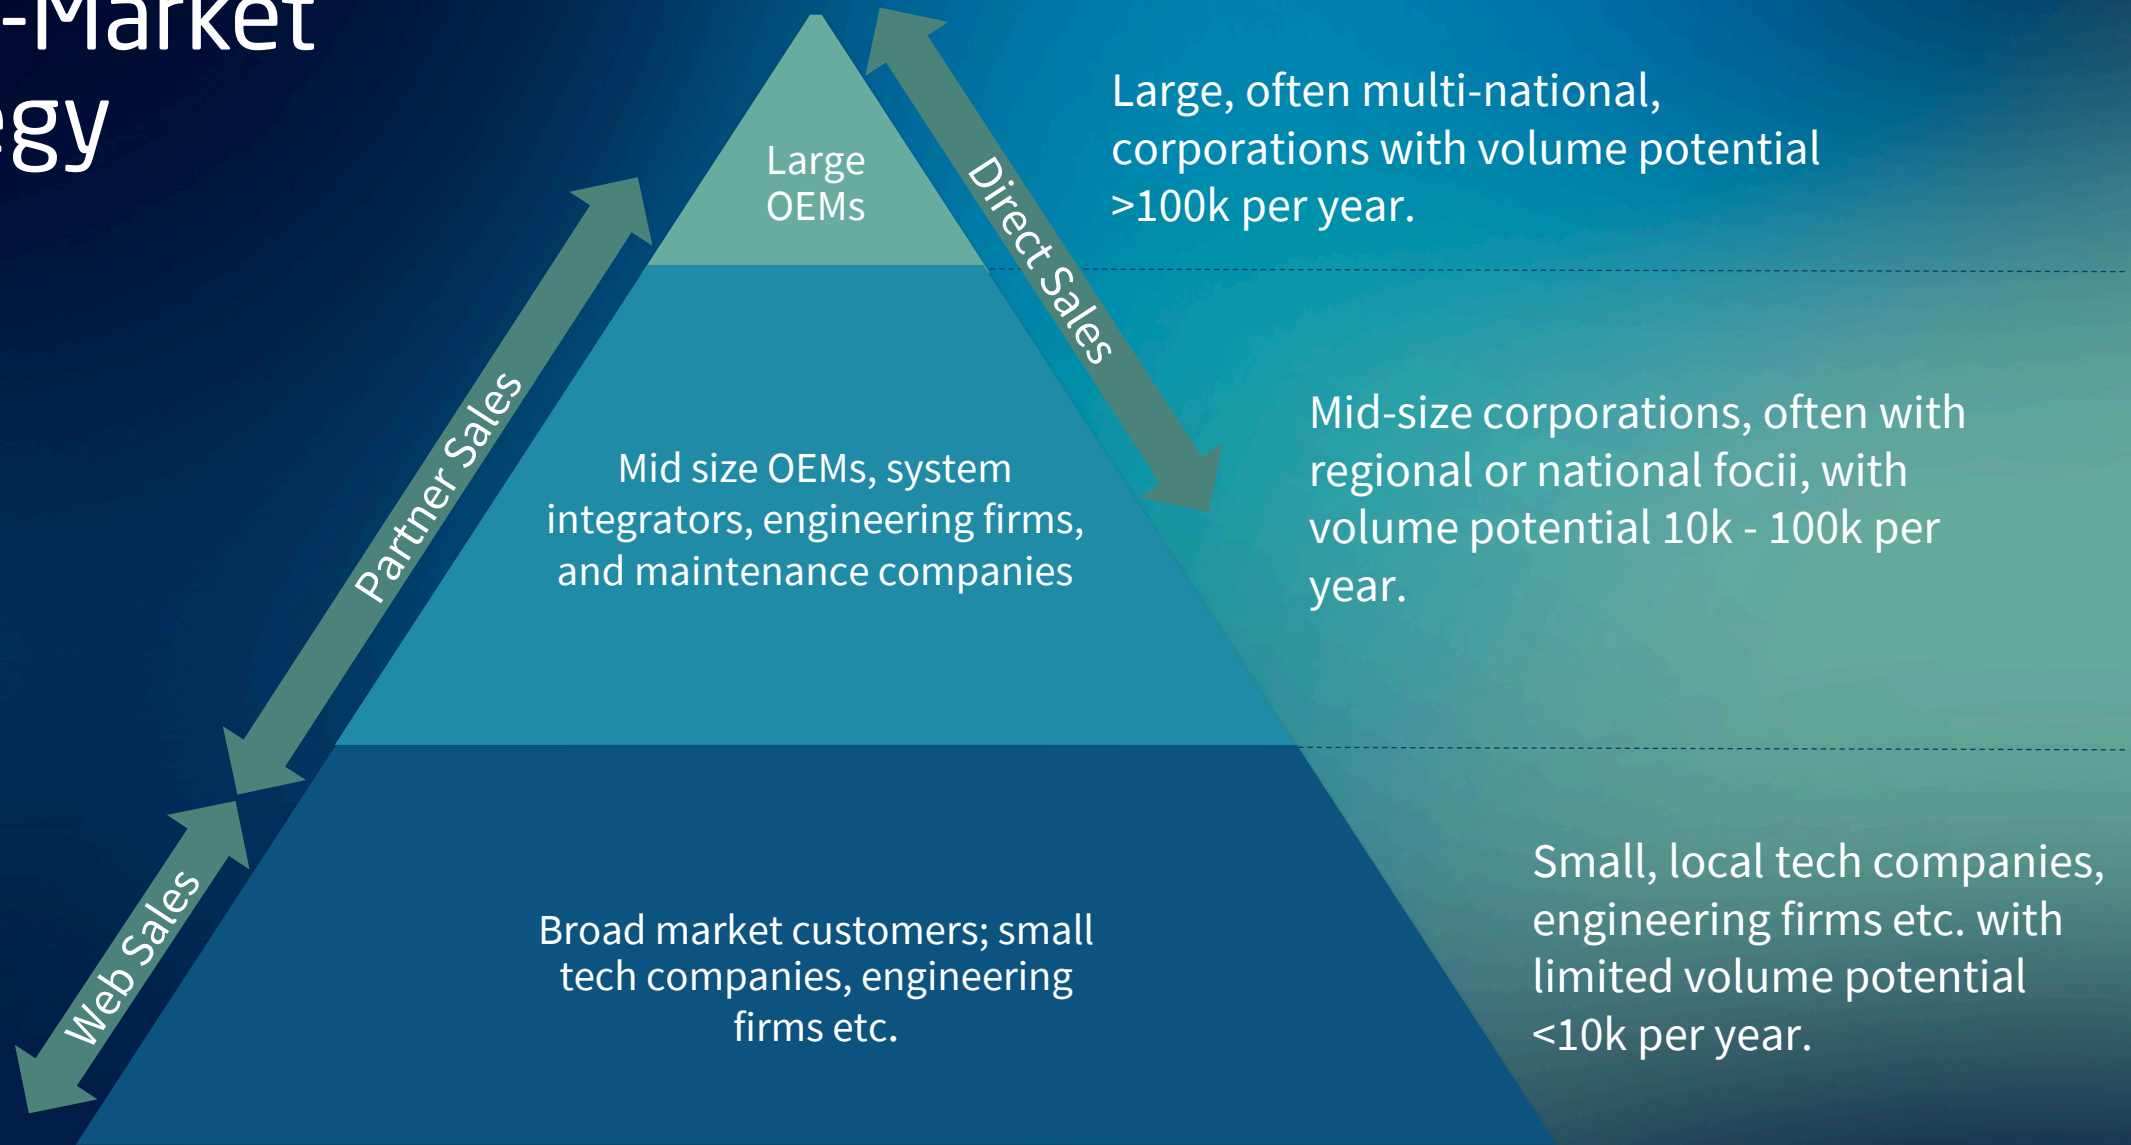 -Market
egy
Large
OEMs
Direct Sales
Large, often multi-national,
corporations with volume potential
>100k per year.
Partner Sales
Mid size OEMs, system
integrators, engineering firms,
and maintenance companies
Mid-size corporations, often with
regional or national focii, with
volume potential 10k - 100k per
year.
Web Sales
Broad market customers; small
tech companies, engineering
firms etc.
Small, local tech companies,
engineering firms etc. with
limited volume potential
<10k per year.